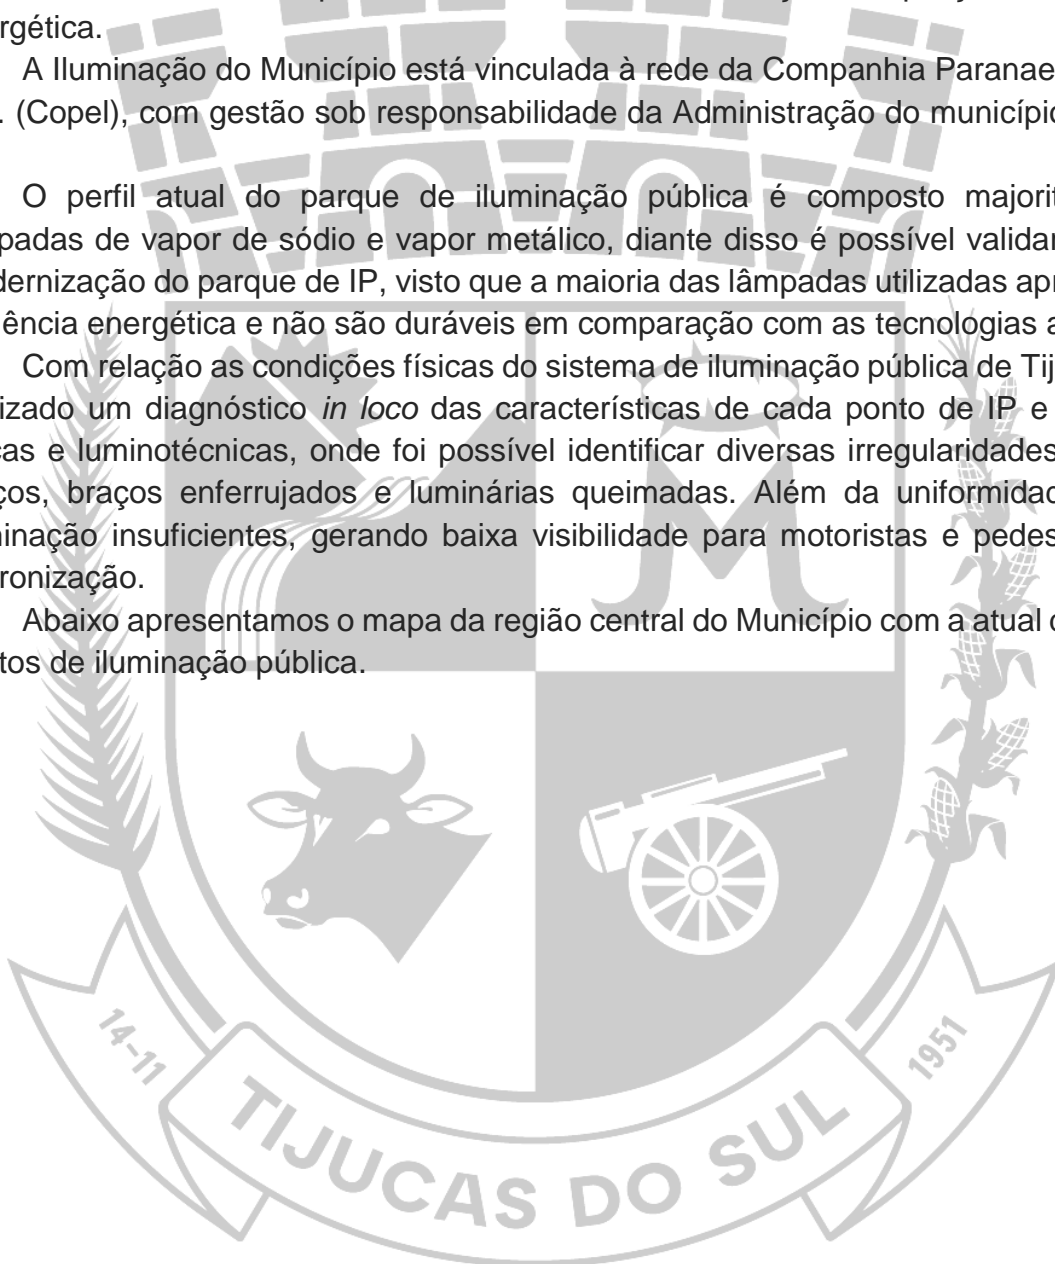 rgética.
A Iluminação do Município está vinculada à rede da Companhia Paranae
. (Copel), com gestão sob responsabilidade da Administração do município
O perfil atual do parque de iluminação pública é composto majorit
padas de vapor de sódio e vapor metálico, diante disso é possível validar
dernização do parque de IP, visto que a maioria das lâmpadas utilizadas apr
iência energética e não são duráveis em comparação com as tecnologias a
Com relação as condições físicas do sistema de iluminação pública de Tij
izado um diagnóstico in loco das características de cada ponto de IP e
cas e luminotécnicas, onde foi possível identificar diversas irregularidades
ços, braços enferrujados e luminárias queimadas. Além da uniformidad
minação insuficientes, gerando baixa visibilidade para motoristas e pedes
ronização.
Abaixo apresentamos o mapa da região central do Município com a atual d
tos de iluminação pública.
14-11
1951
TIJUCAS DO SUL